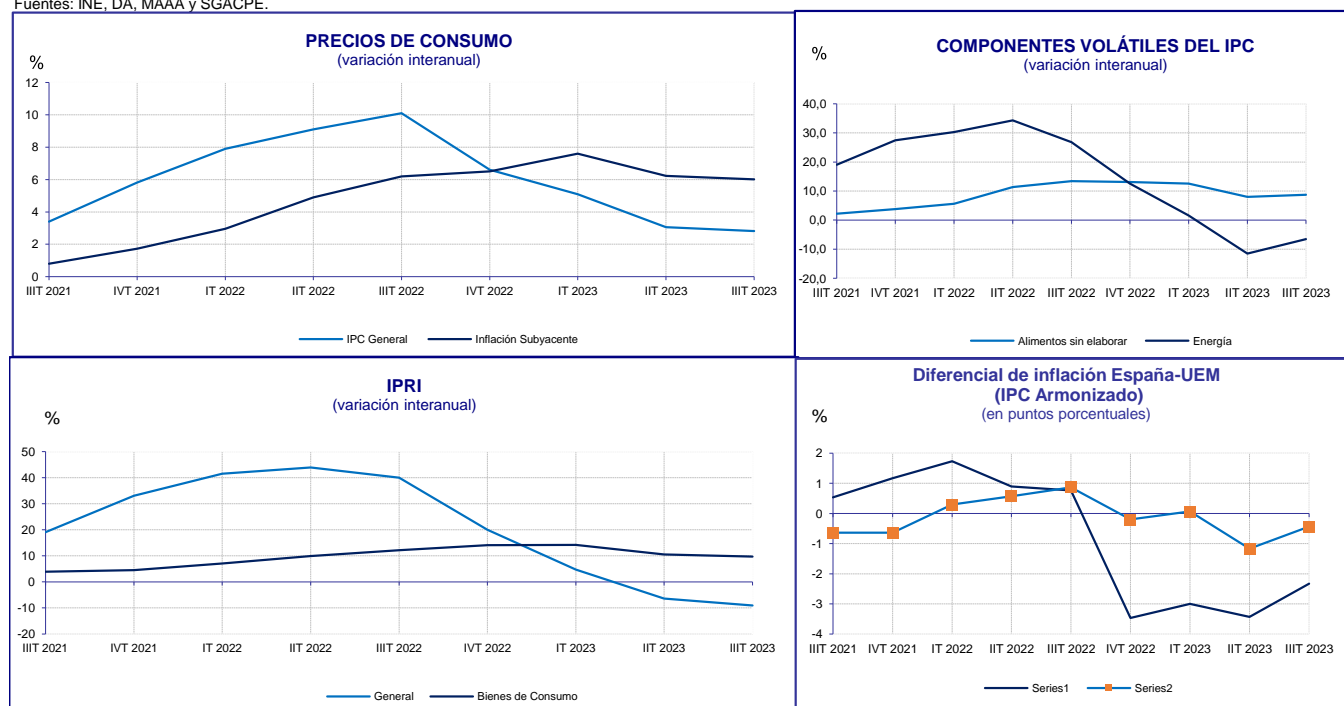 Fuentes: INE, DA, MAAA y SGACPE.
PRECIOS DE CONSUMO
(variación interanual)
%
12
10
8
6
4
2
0
IIIT 2021 IVT 2021 IT 2022 IIT 2022 IIIT 2022 IVT 2022 IT 2023 IIT 2023 IIIT 2023
IPC General Inflación Subyacente
COMPONENTES VOLÁTILES DEL IPC
(variación interanual)
%
40,0
30,0
20,0
10,0
0,0
-10,0
-20,0
IIIT 2021 IVT 2021 IT 2022 IIT 2022 IIIT 2022 IVT 2022 IT 2023 IIT 2023 IIIT 2023
Alimentos sin elaborar Energía
IPRI
(variación interanual)
%
50
40
30
20
10
0
-10
-20
IIIT 2021 IVT 2021 IT 2022 IIT 2022 IIIT 2022 IVT 2022 IT 2023 IIT 2023 IIIT 2023
General Bienes de Consumo
Diferencial de inflación España-UEM
(IPC Armonizado)
(en puntos porcentuales)
%
2
1
0
-1
-2
-3
-4
IIIT 2021 IVT 2021 IT 2022 IIT 2022 IIIT 2022 IVT 2022 IT 2023 IIT 2023 IIIT 2023
Series1 Series2